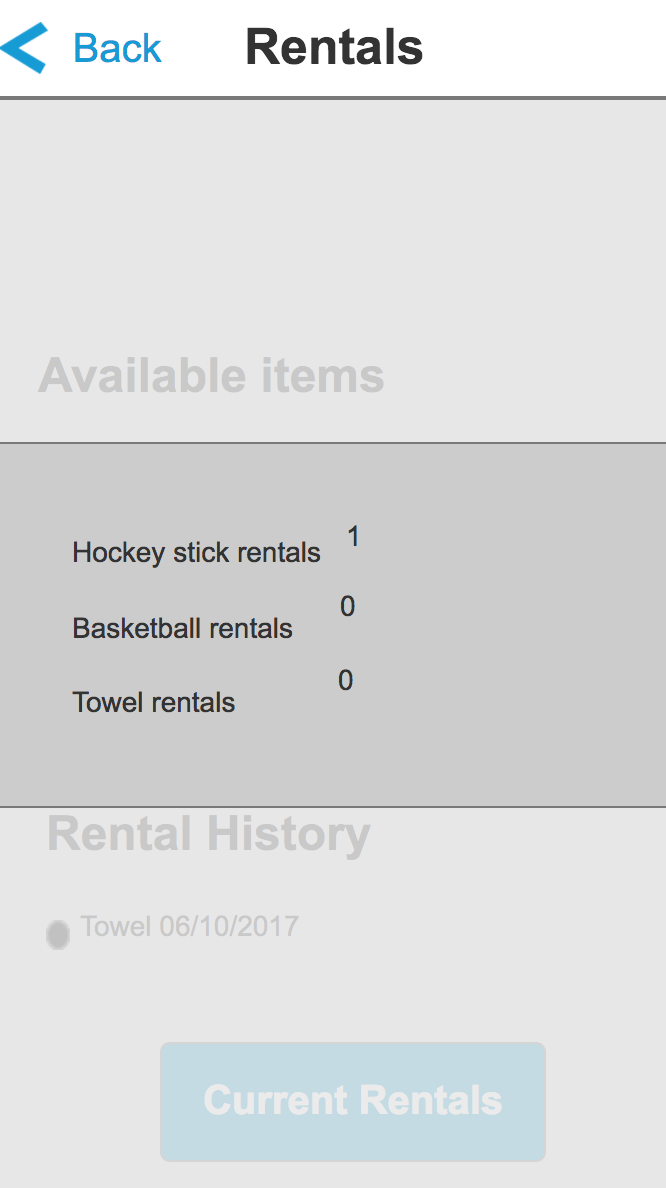 Back Rentals
Available items
Hockey stick rentals 1
Basketball rentals 0
Towel rentals 0
Rental History
Towel 06/10/2017
Current Rentals